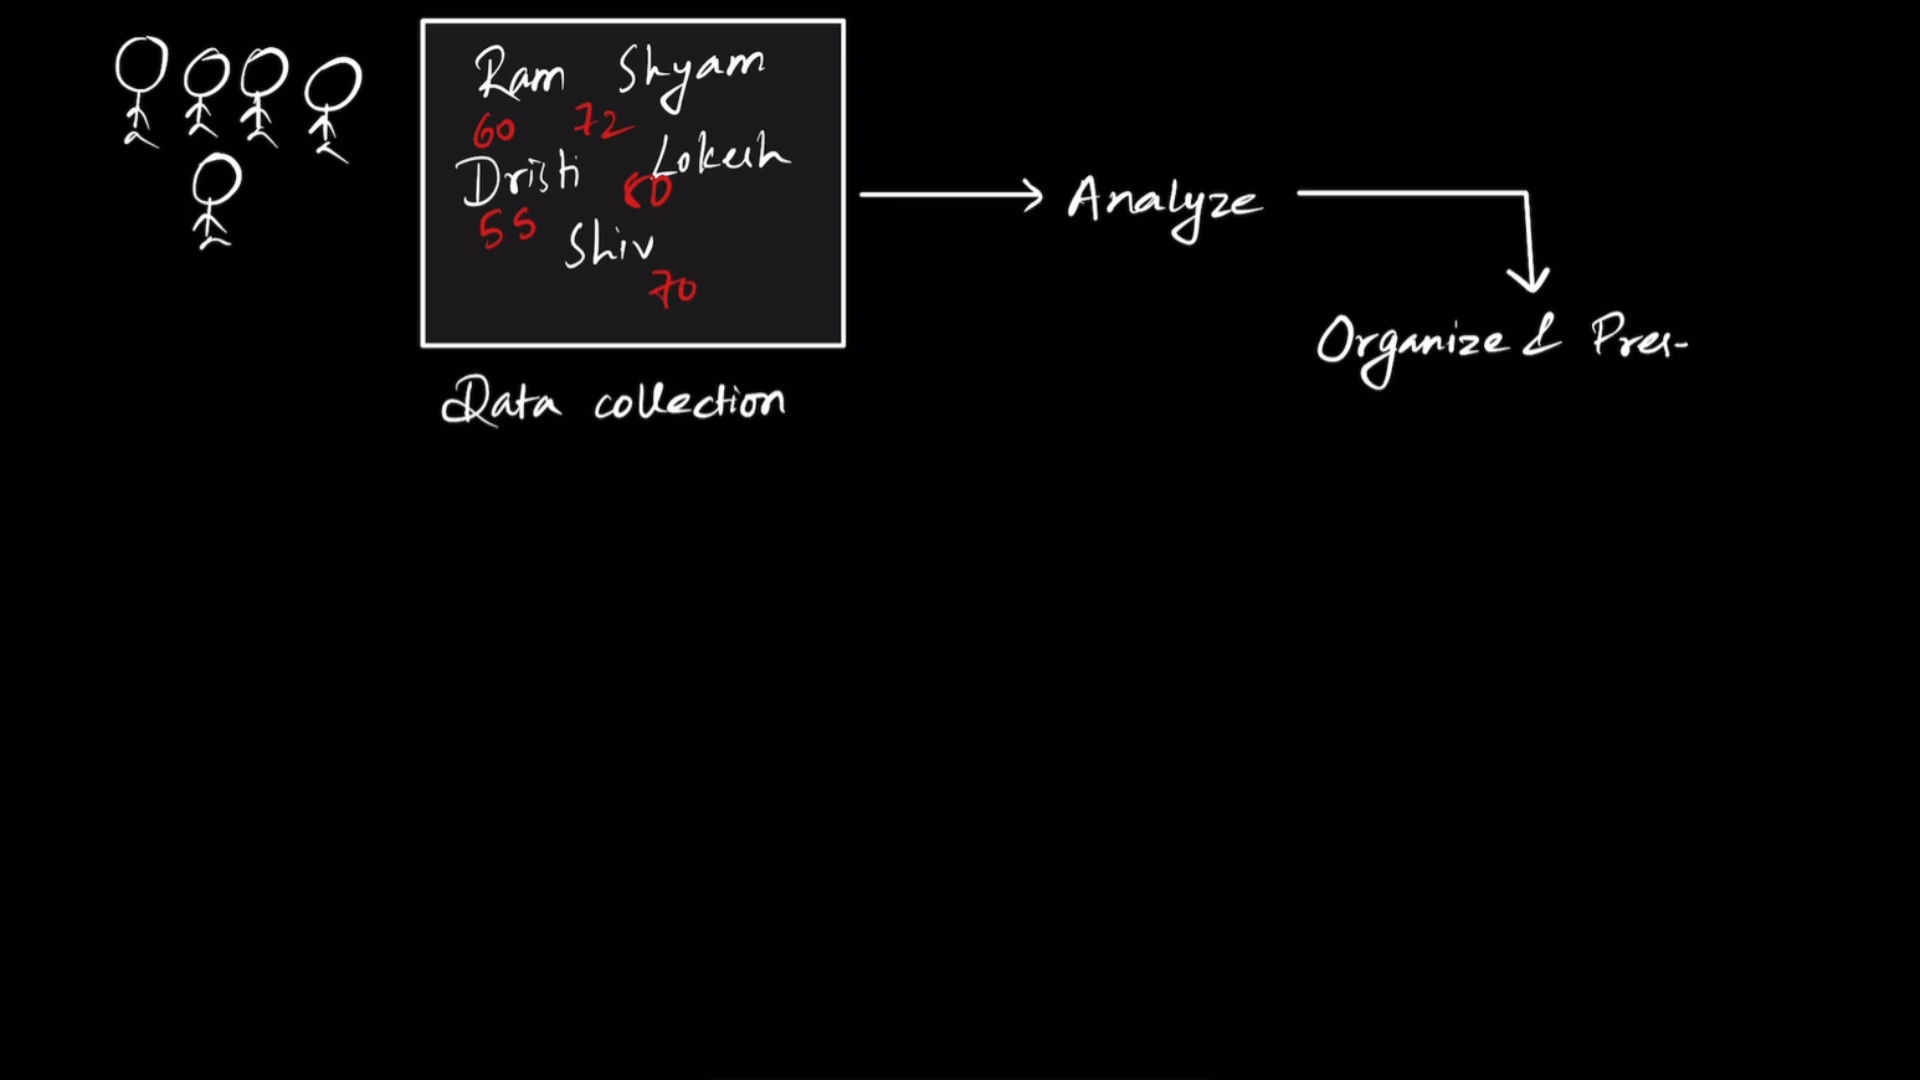 Ram Shyam
60 72
Dristi Lokesh
80
55
Shiv
70
Data collection
Analyze
Organize & Pres-